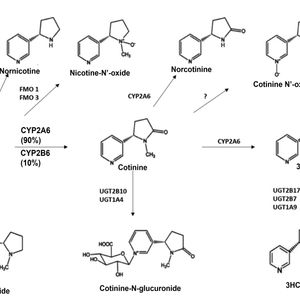 Nornicotine
Nicotine-N'-oxide
Norcotinine
Cotinine N'-ox
FMO 1
FMO 3
CYP2A6
?
CYP2A6
(90%)
CYP2B6
(10%)
Cotinine
CYP2A6
3
UGT2B10
UGT1A4
UGT2B17
UGT2B7
UGT1A9
ide
Cotinine-N-glucuronide
3HC